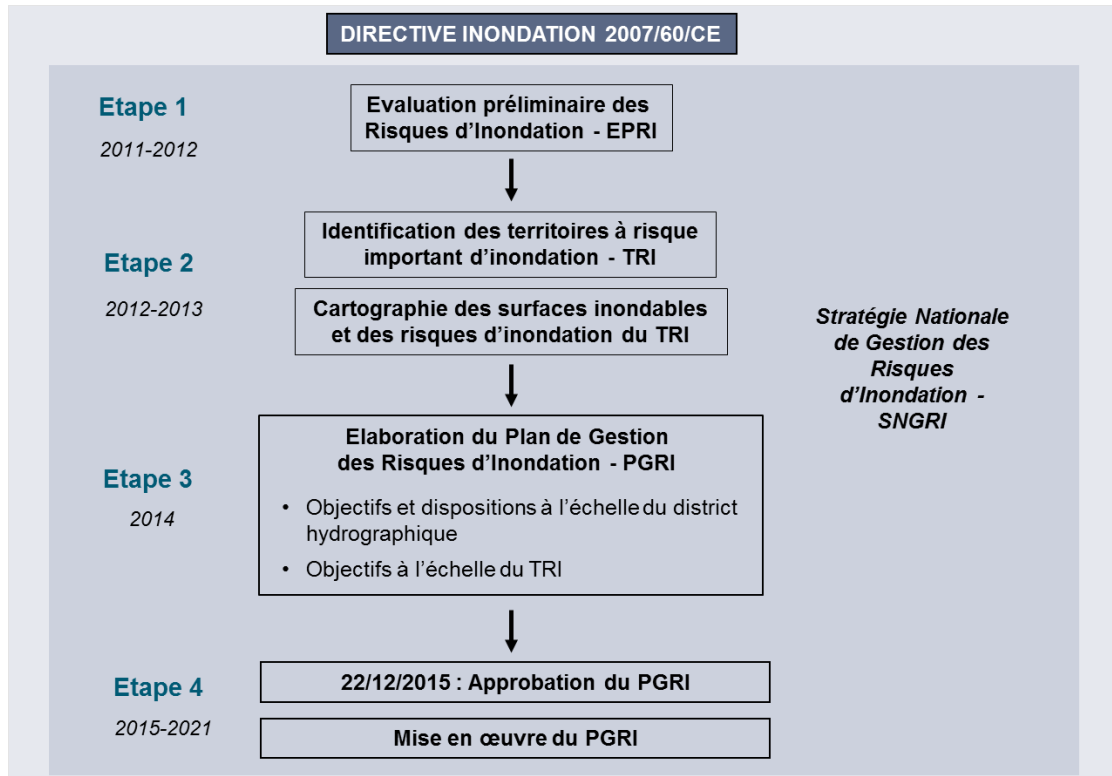 DIRECTIVE INONDATION 2007/60/CE
Etape 1
2011-2012
Evaluation préliminaire des
Risques d’Inondation - EPRI
Etape 2
2012-2013
Identification des territoires à risque
important d’inondation - TRI
Cartographie des surfaces inondables
et des risques d’inondation du TRI
Stratégie Nationale
de Gestion des
Risques
d’Inondation -
SNGRI
Etape 3
2014
Elaboration du Plan de Gestion
des Risques d’Inondation - PGRI
• Objectifs et dispositions à l’échelle du district
hydrographique
• Objectifs à l’échelle du TRI
Etape 4
2015-2021
22/12/2015 : Approbation du PGRI
Mise en œuvre du PGRI